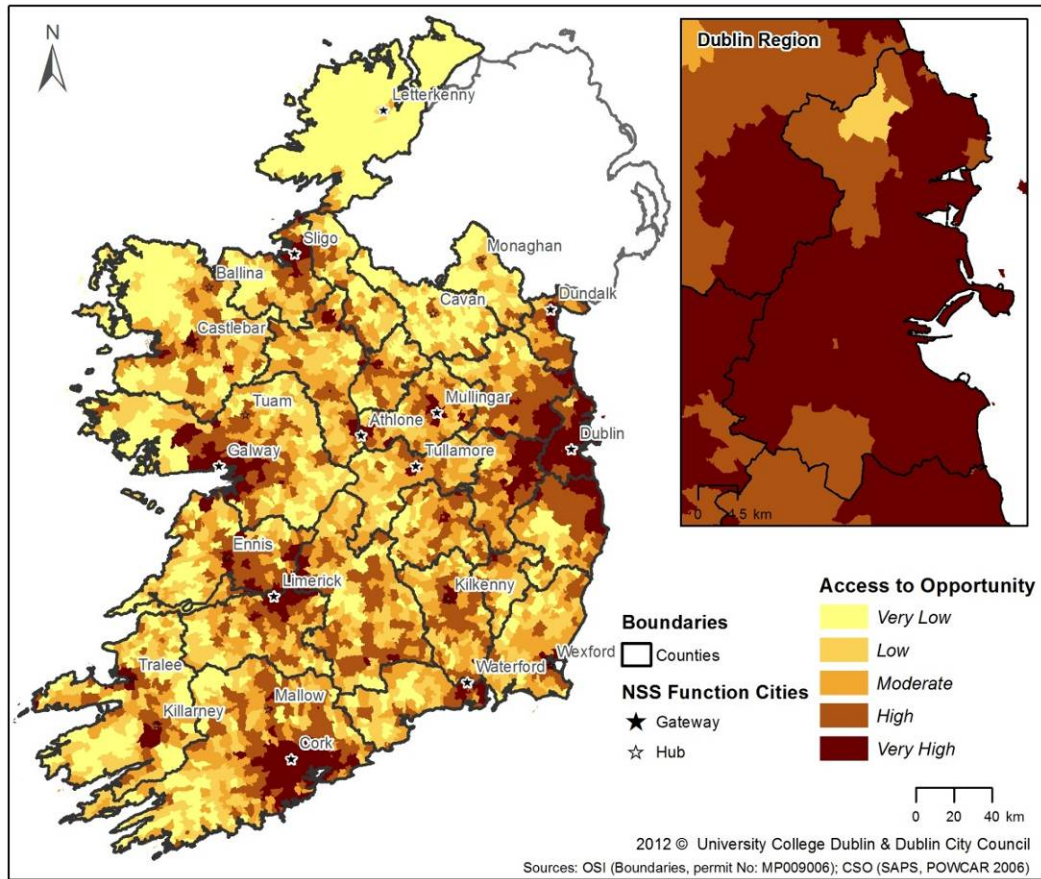 N
Letterkenny
Sligo
Ballina
Monaghan
Cavan
Dundalk
Castlebar
Tuam
Mullingar
Athlone
Dublin
Galway
Tullamore
Ennis
Limerick
Kilkenny
Tralee
Waterford
Wexford
Killarney
Mallow
Cork
Dublin Region
0 4.5 km
Boundaries
Counties
NSS Function Cities
Gateway
Hub
Access to Opportunity
Very Low
Low
Moderate
High
Very High
0 20 40 km
2012 © University College Dublin & Dublin City Council
Sources: OSI (Boundaries, permit No: MP009006); CSO (SAPS, POWCAR 2006)